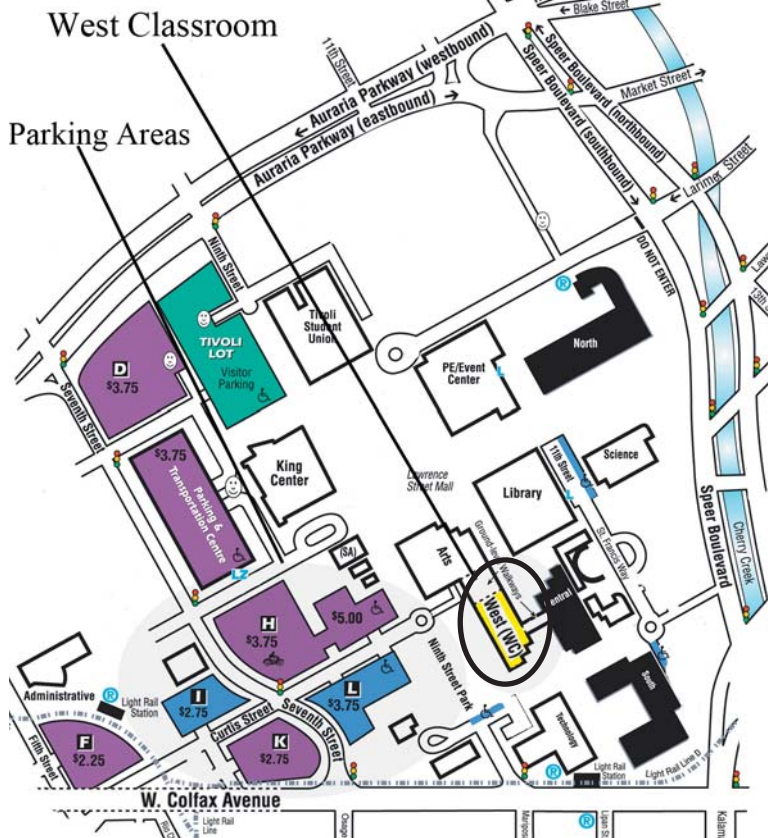 West Classroom
Parking Areas
← Blake Street
11th Street
← Auraria Parkway (westbound)
Auraria Parkway (eastbound) →
← Speer Boulevard (northbound)
Speer Boulevard (southbound) →
Market Street →
← Larimer Street
DO NOT ENTER
Ninth Street
TIVOLI
LOT
Visitor
Parking
Tivoli
Student
Union
R
North
PE/Event
Center
L
D
$3.75
Seventh Street
$3.75
Parking &
Transportation Centre
LZ
King
Center
Lawrence
Street Mall
Library
11th Street
L
Science
St. Francis Way
Speer Boulevard
Cherry Creek
(SA)
Arts
Ground-level
Walkways
West (WC)
Central
H
$3.75
$5.00
Ninth Street Park
South
Administrative
R
Light Rail
Station
I
$2.75
L
$3.75
Curtis Street
Seventh Street
F
$2.25
Fifth Street
K
$2.75
Technology
R
Light Rail
Station
Light Rail Line D
W. Colfax Avenue
Light Rail
Line
Osage
R